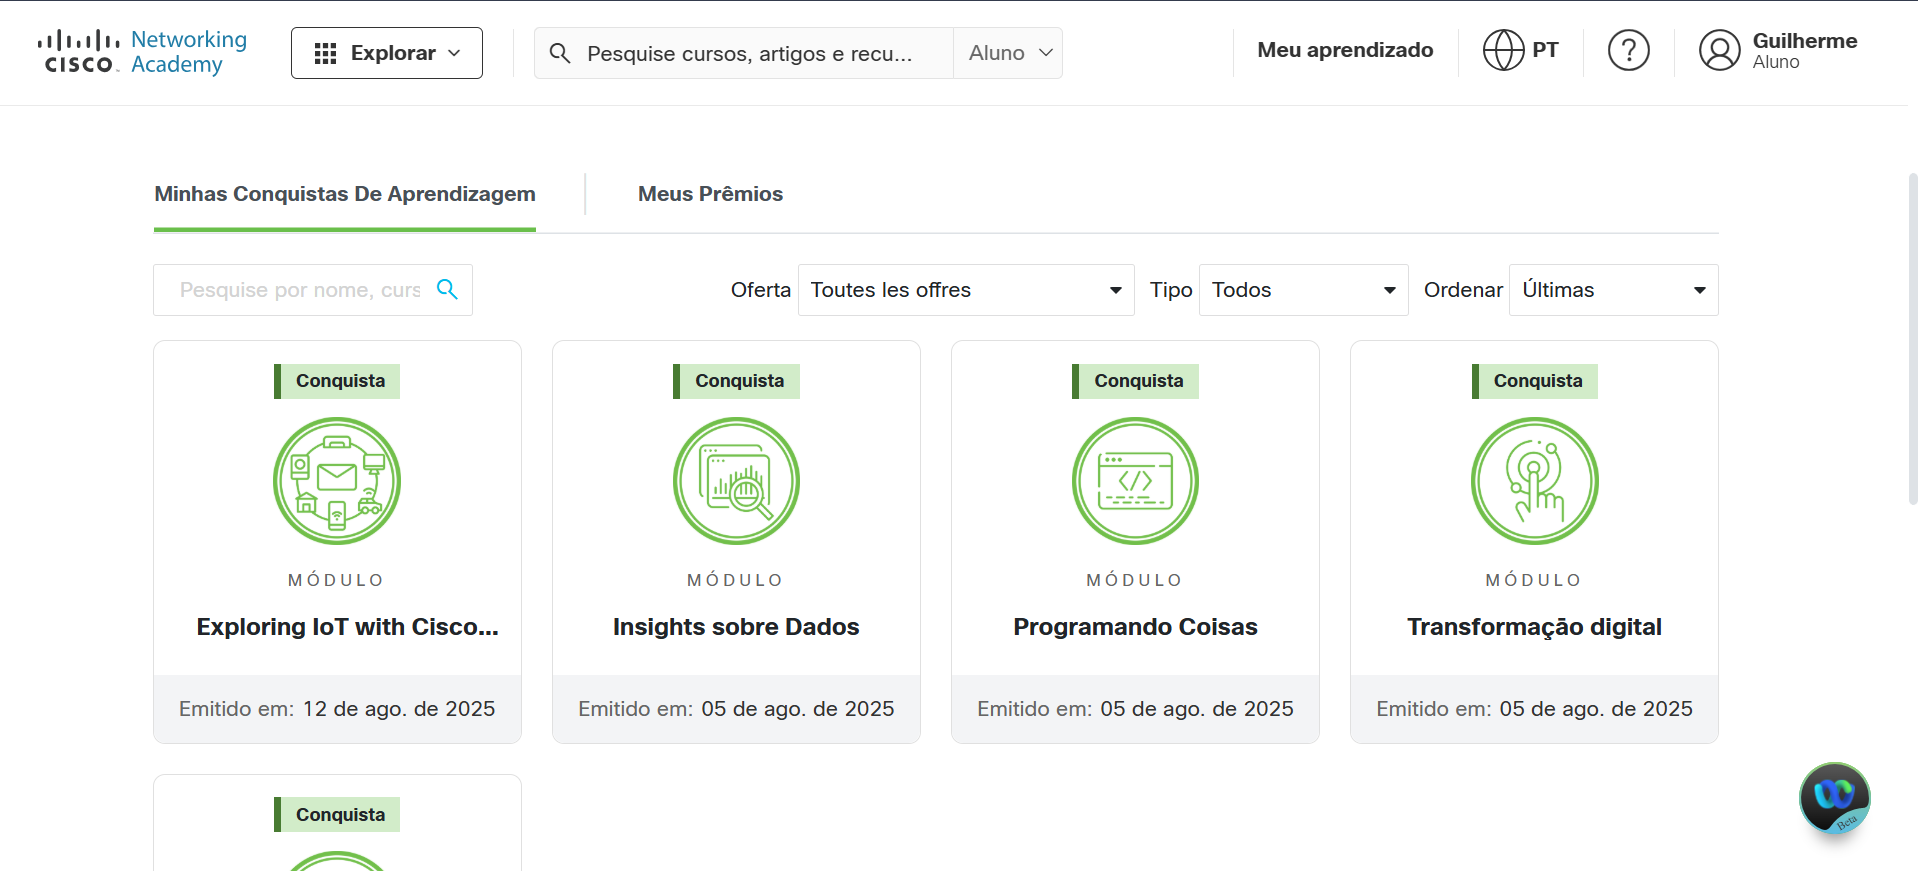 CISCO
Networking
Academy
Explorar
Pesquise cursos, artigos e recu...
Aluno
Meu aprendizado
PT
?
Guilherme
Aluno
Minhas Conquistas De Aprendizagem
Meus Prêmios
Pesquise por nome, curs
Oferta
Toutes les offres
Tipo
Todos
Ordenar
Últimas
Conquista
MÓDULO
Exploring IoT with Cisco...
Emitido em: 12 de ago. de 2025
Conquista
MÓDULO
Insights sobre Dados
Emitido em: 05 de ago. de 2025
Conquista
</>
MÓDULO
Programando Coisas
Emitido em: 05 de ago. de 2025
Conquista
MÓDULO
Transformação digital
Emitido em: 05 de ago. de 2025
Conquista
Beta